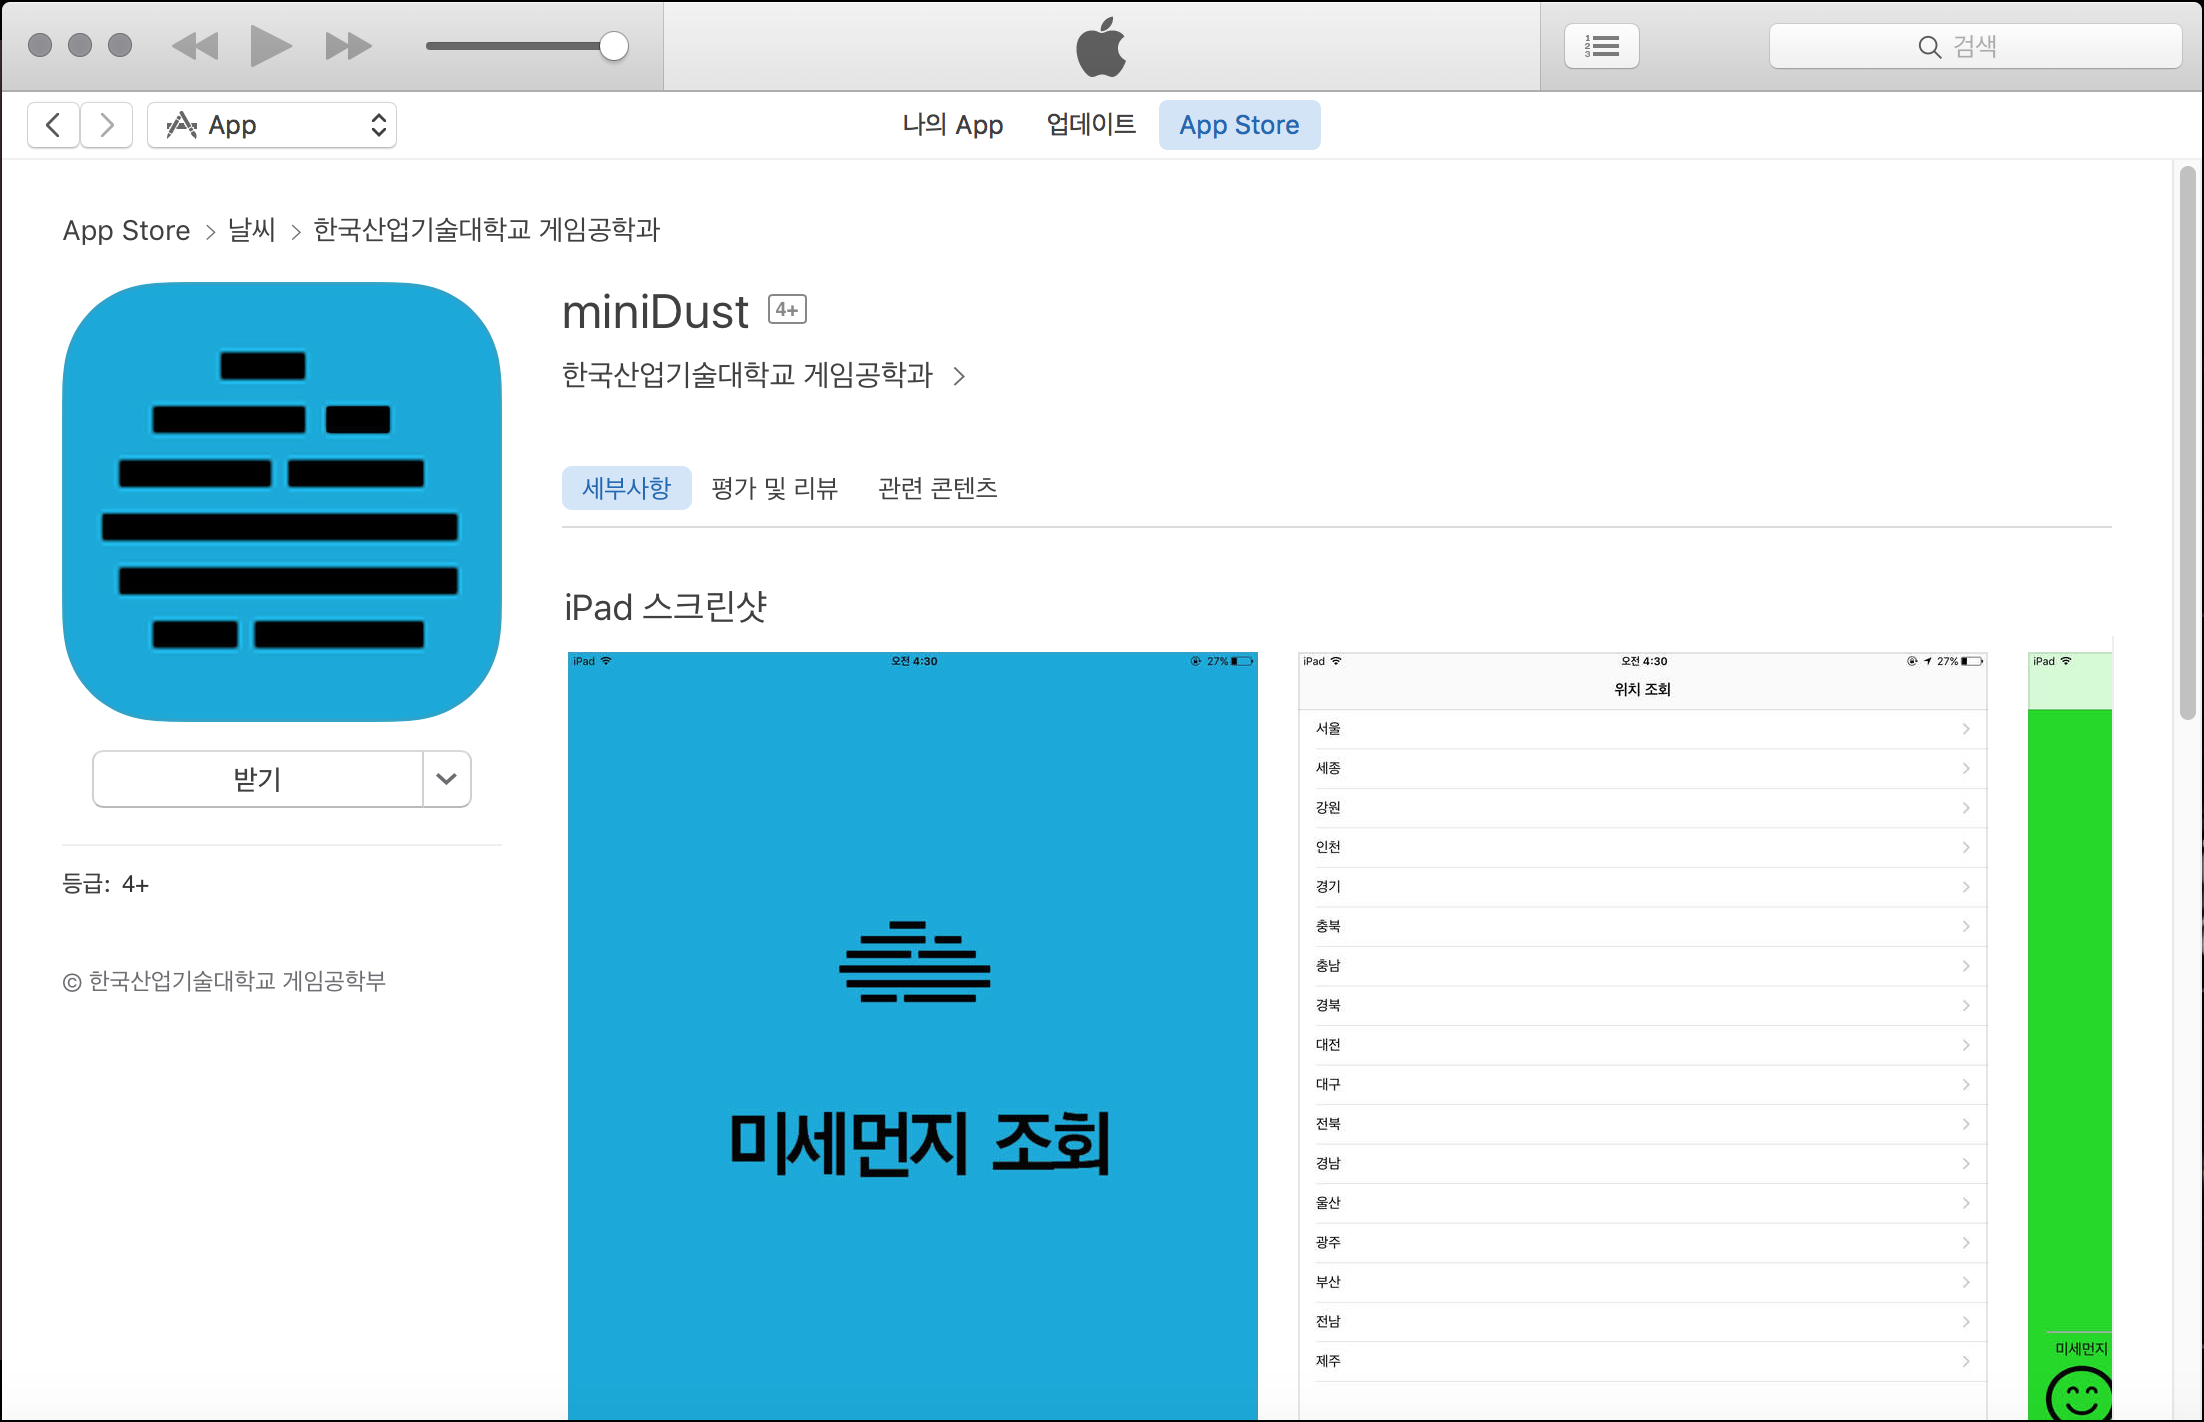 검색
App
나의 App 업데이트 App Store
App Store > 날씨 > 한국산업기술대학교 게임공학과
miniDust 4+
한국산업기술대학교 게임공학과 >
세부사항 평가 및 리뷰 관련 콘텐츠
받기
등급: 4+
© 한국산업기술대학교 게임공학부
iPad 스크린샷
iPad 오전 4:30 27%
미세먼지 조회
iPad 오전 4:30 27%
위치 조회
서울
세종
강원
인천
경기
충북
충남
경북
대전
대구
전북
경남
울산
광주
부산
전남
제주
iPad
미세먼지